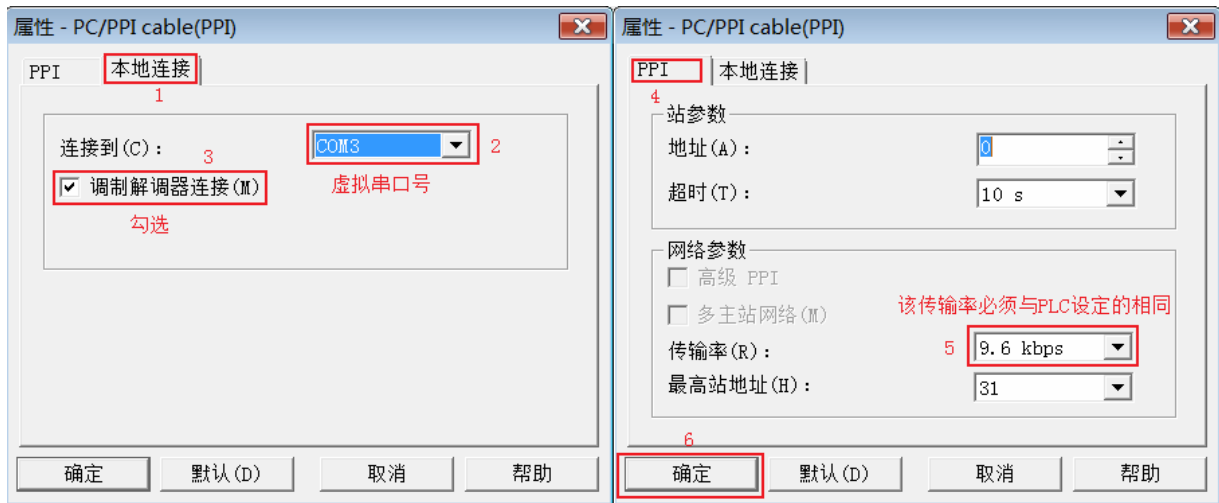 属性 - PC/PPI cable(PPI)
PPI 本地连接
1
连接到(C):
3
COM3
2
调制解调器连接(M)
虚拟串口号
勾选
确定 默认(D) 取消 帮助
属性 - PC/PPI cable(PPI)
PPI 本地连接
4
站参数
地址(A): 0
超时(T): 10 s
网络参数
高级 PPI
多主站网络(M)
该传输率必须与PLC设定的相同
传输率(R): 5 9.6 kbps
最高站地址(H): 31
6
确定 默认(D) 取消 帮助